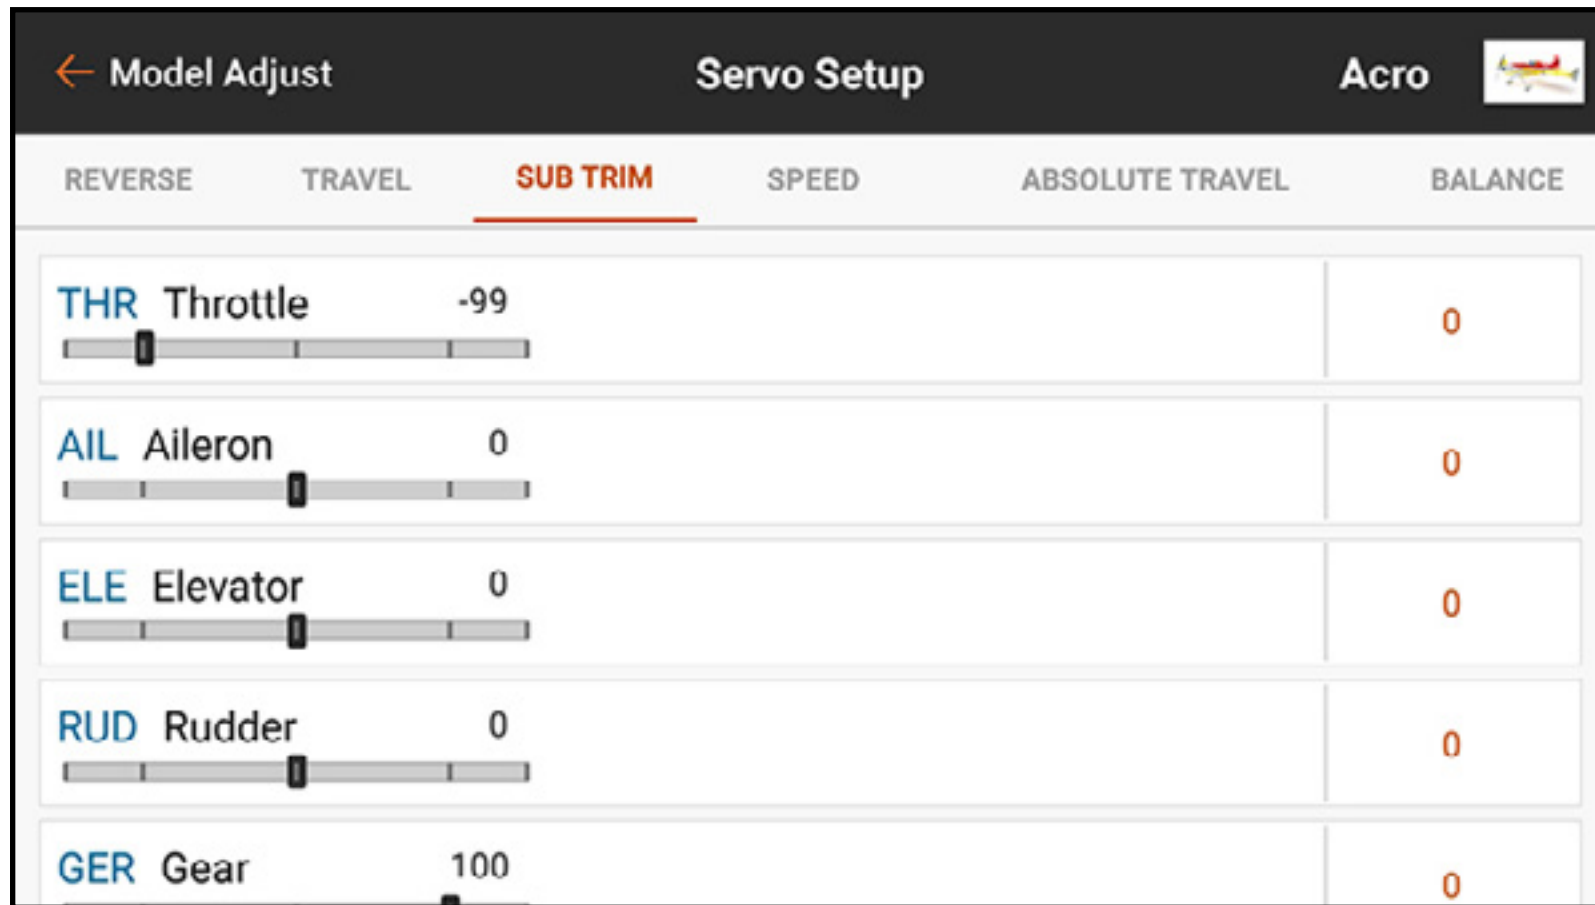 Model Adjust Servo Setup Acro
REVERSE TRAVEL SUB TRIM SPEED ABSOLUTE TRAVEL BALANCE
THR Throttle -99 0
AIL Aileron 0 0
ELE Elevator 0 0
RUD Rudder 0 0
GER Gear 100 0